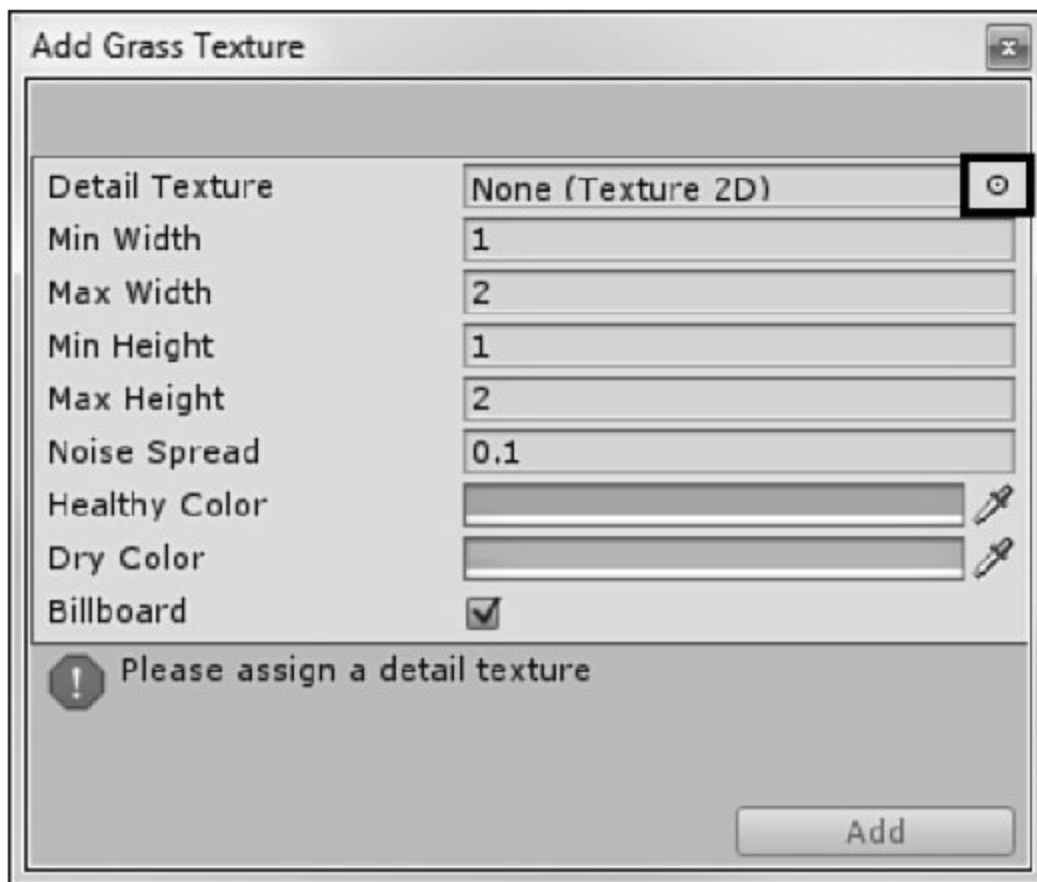 Add Grass Texture
Detail Texture None (Texture 2D)
Min Width 1
Max Width 2
Min Height 1
Max Height 2
Noise Spread 0.1
Healthy Color
Dry Color
Billboard
Please assign a detail texture
Add